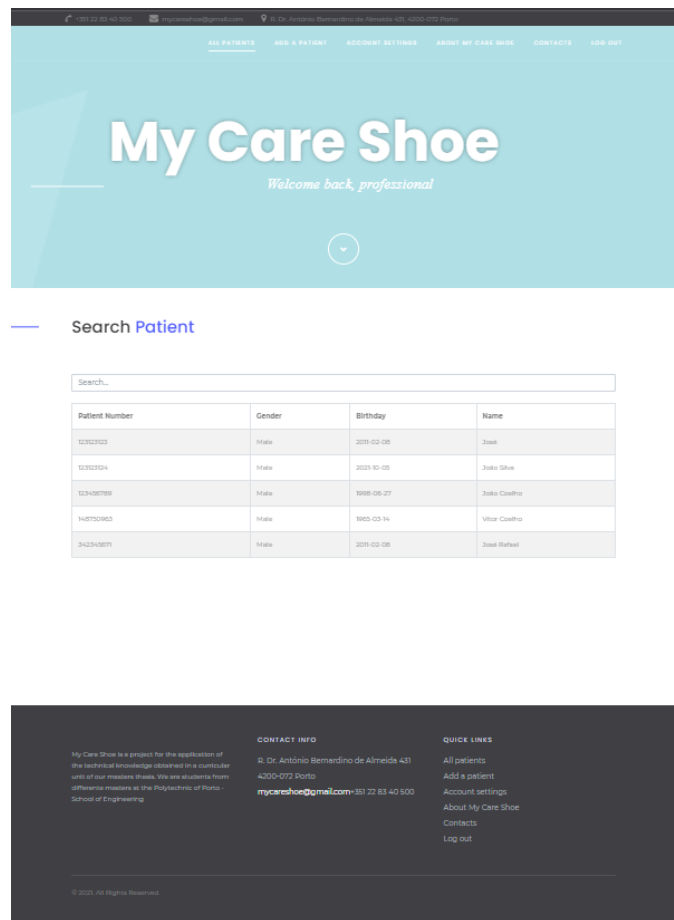 +351 22 83 40 500 mycareshoe@gmail.com R. Dr. António Bernardino de Almeida 431, 4200-072 Porto
ALL PATIENTS ADD A PATIENT ACCOUNT SETTINGS ABOUT MY CARE SHOE CONTACTS LOG OUT
My Care Shoe
Welcome back, professional
Search Patient
Search...
Patient Number Gender Birthday Name
123123123 Male 2011-02-08 José
123123124 Male 2021-10-05 João Silva
123456789 Male 1998-06-27 João Coelho
148750963 Male 1965-03-14 Vítor Coelho
342345671 Male 2011-02-08 José Rafael
My Care Shoe is a project for the application of
the technical knowledge obtained in a curricular
unit of our masters thesis. We are students from
differente masters at the Polytechnic of Porto -
School of Engineering
CONTACT INFO
R. Dr. António Bernardino de Almeida 431
4200-072 Porto
mycareshoe@gmail.com+351 22 83 40 500
QUICK LINKS
All patients
Add a patient
Account settings
About My Care Shoe
Contacts
Log out
© 2021, All Rights Reserved.